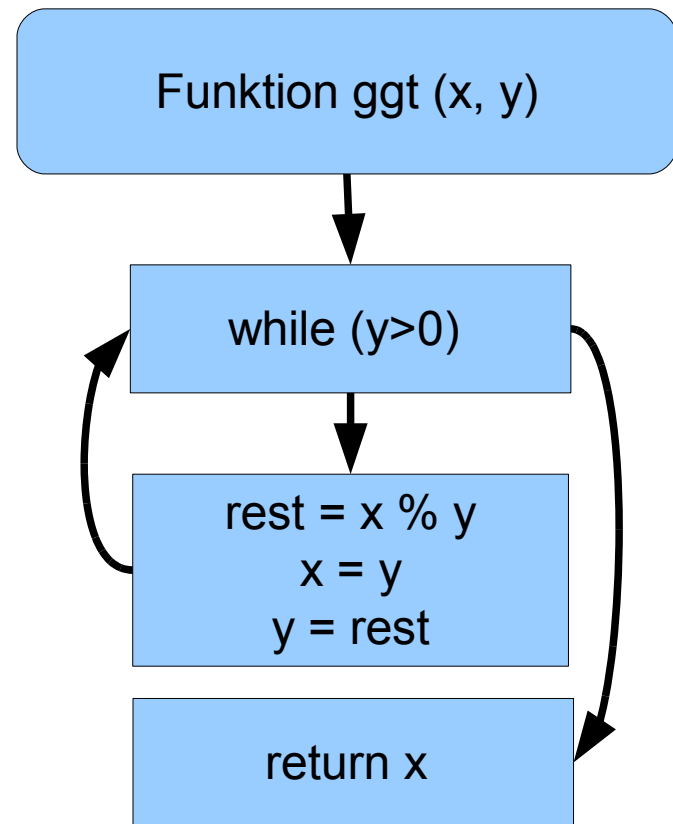 Funktion ggt (x, y)
while (y>0)
rest = x % y
x = y
y = rest
return x